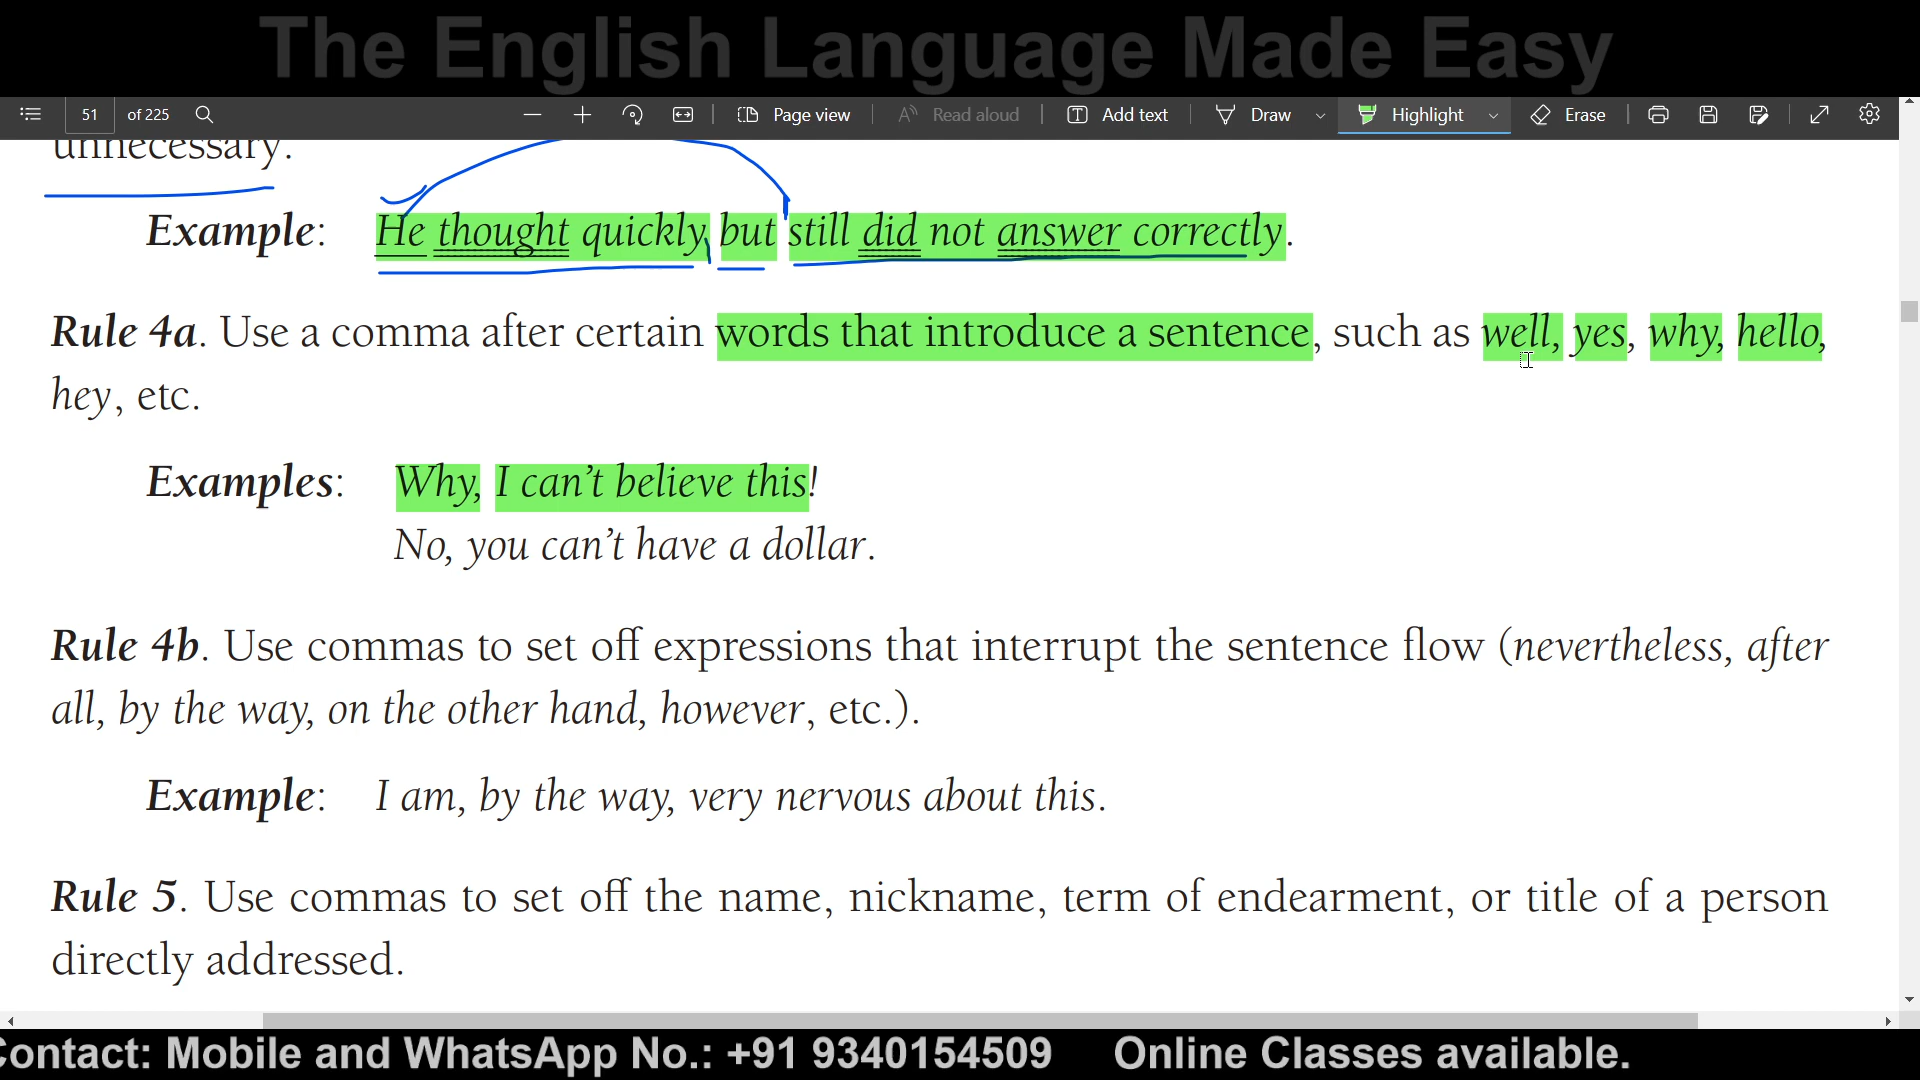 The English Language Made Easy
51 of 225 Page view Read aloud Add text Draw Highlight Erase
unnecessary.
Example: He thought quickly, but still did not answer correctly.
Rule 4a. Use a comma after certain words that introduce a sentence, such as well, yes, why, hello,
hey, etc.
Examples: Why, I can’t believe this!
No, you can’t have a dollar.
Rule 4b. Use commas to set off expressions that interrupt the sentence flow (nevertheless, after
all, by the way, on the other hand, however, etc.).
Example: I am, by the way, very nervous about this.
Rule 5. Use commas to set off the name, nickname, term of endearment, or title of a person
directly addressed.
Contact: Mobile and WhatsApp No.: +91 9340154509 Online Classes available.